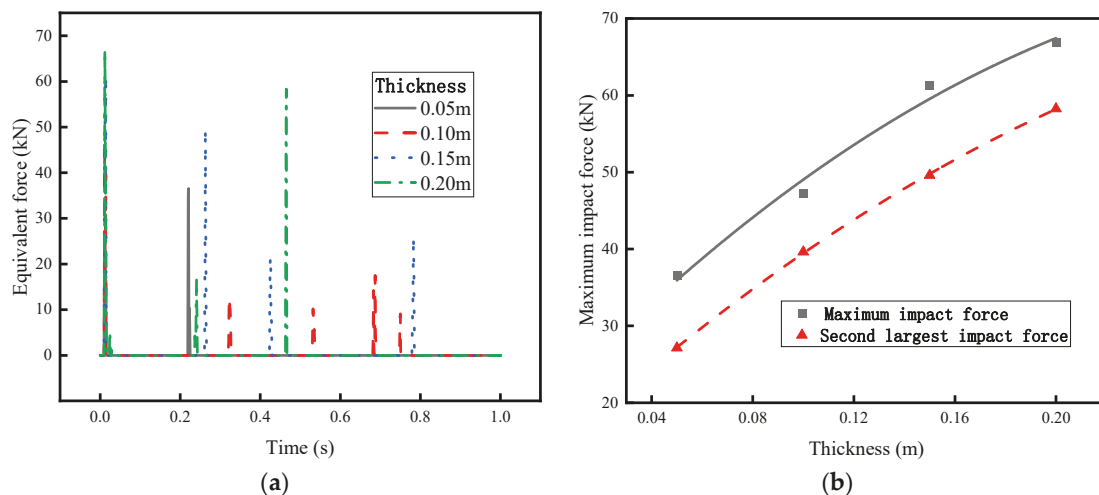 70
60
50
40
30
20
10
0
0.0 0.2 0.4 0.6 0.8 1.0
Equivalent force (kN)
Time (s)
Thickness
0.05m
0.10m
0.15m
0.20m
(a)
70
60
50
40
30
20
0.04 0.08 0.12 0.16 0.20
Maximum impact force (kN)
Thickness (m)
Maximum impact force
Second largest impact force
(b)